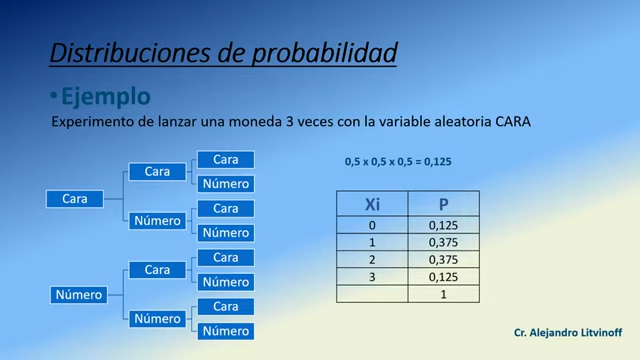 Distribuciones de probabilidad
• Ejemplo
Experimento de lanzar una moneda 3 veces con la variable aleatoria CARA
Cara
Cara
Cara
Número
Número
Cara
Número
Número
Cara
Cara
Número
Número
Cara
Número
0,5 x 0,5 x 0,5 = 0,125
Xi P
0 0,125
1 0,375
2 0,375
3 0,125
1
Cr. Alejandro Litvinoff